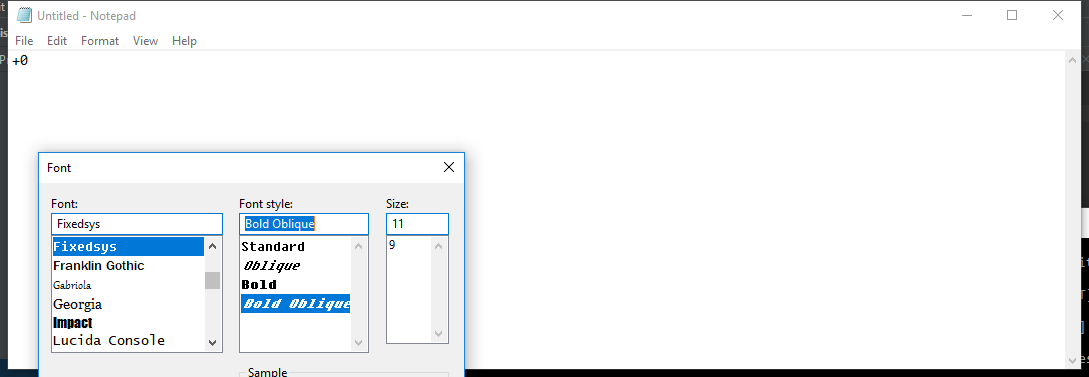 Untitled - Notepad
File Edit Format View Help
+0
Font
Font: Font style: Size:
Fixedsys Bold Oblique 11
Fixedsys Standard 9
Franklin Gothic Oblique
Gabriola Bold
Georgia Bold Oblique
Impact
Lucida Console
Sample